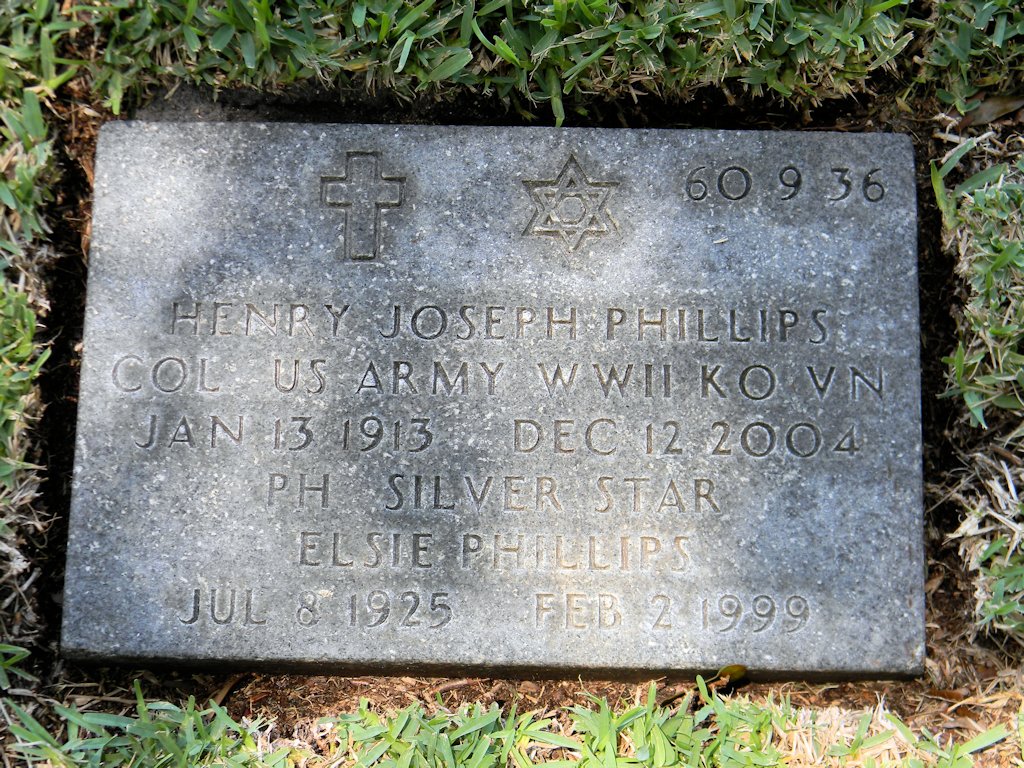 60 9 36
HENRY JOSEPH PHILLIPS
COL US ARMY WWII KO VN
JAN 13 1913 DEC 12 2004
PH SILVER STAR
ELSIE PHILLIPS
JUL 8 1925 FEB 2 1999